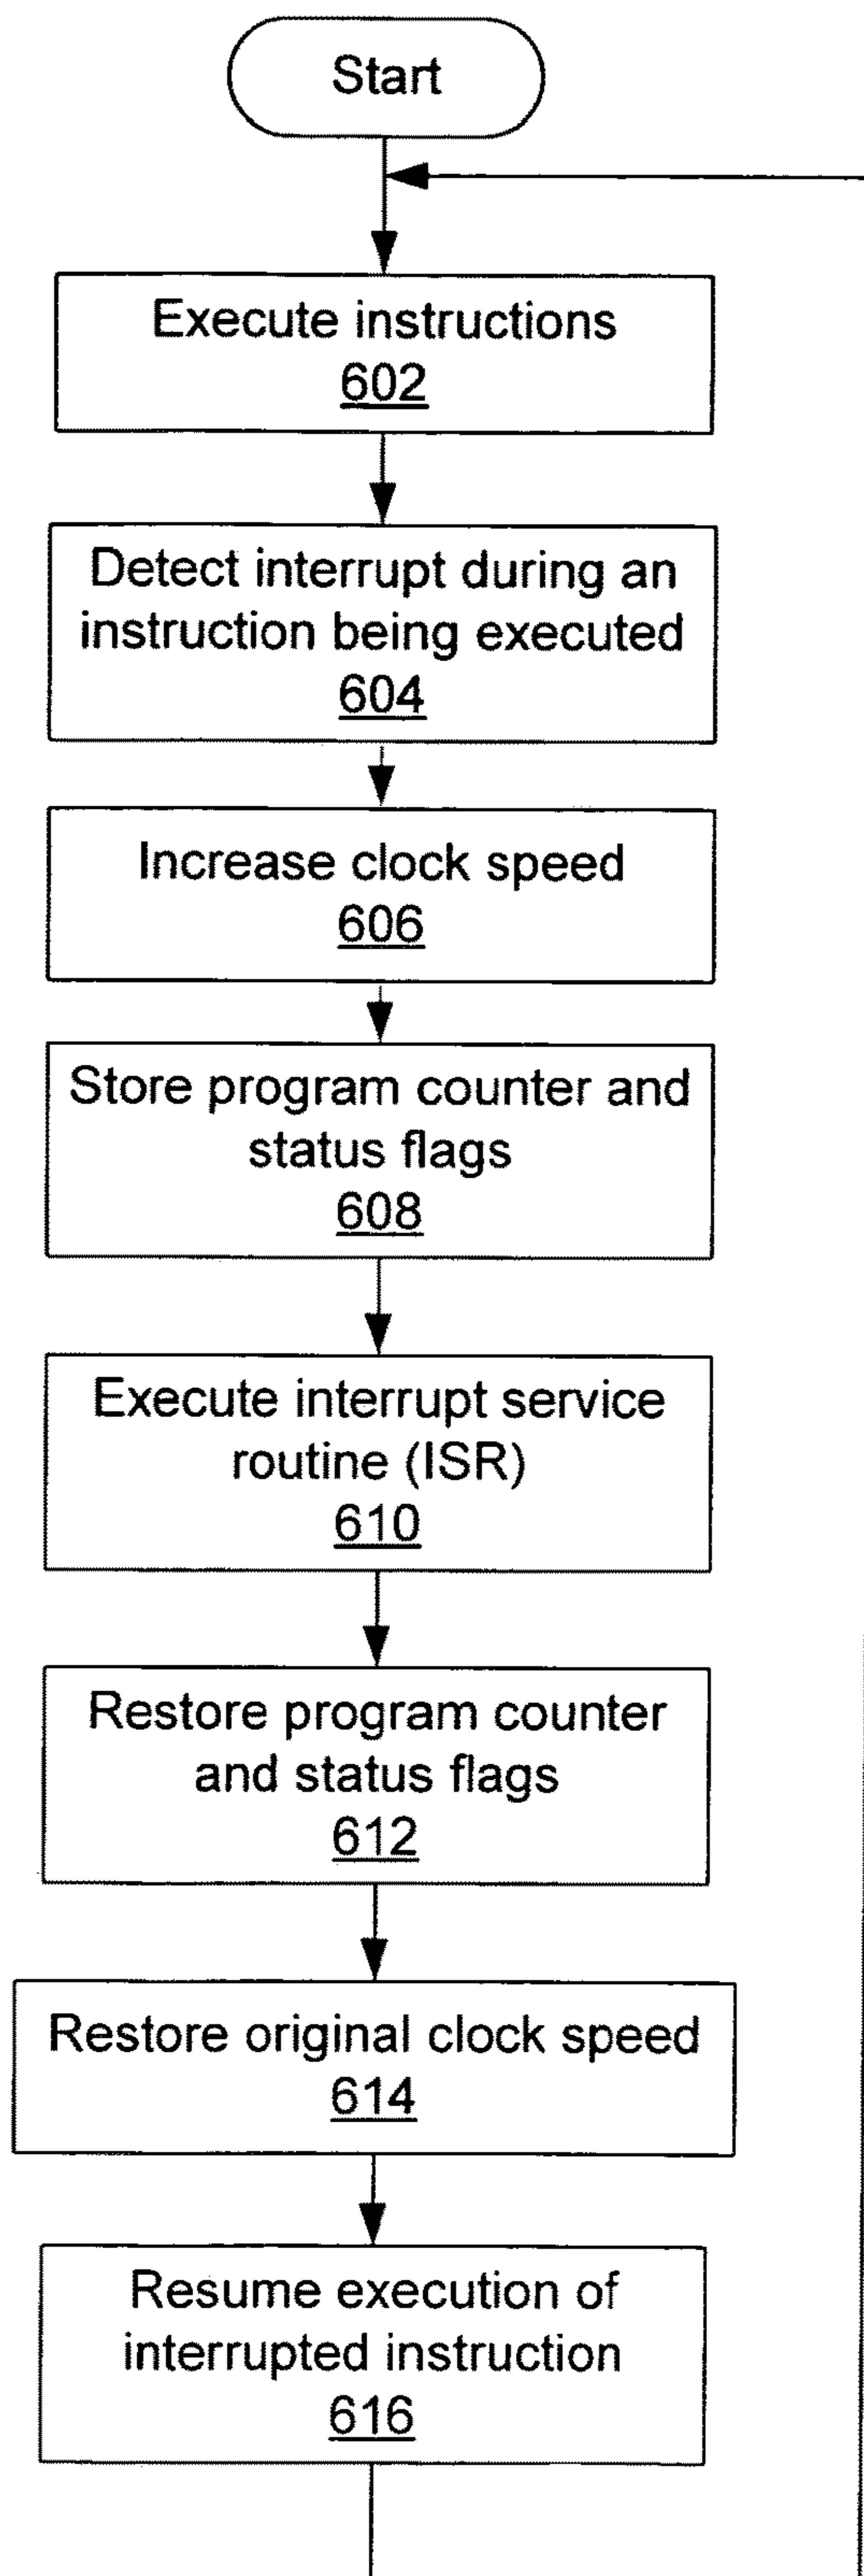 Start
Execute instructions
602
Detect interrupt during an
instruction being executed
604
Increase clock speed
606
Store program counter and
status flags
608
Execute interrupt service
routine (ISR)
610
Restore program counter
and status flags
612
Restore original clock speed
614
Resume execution of
interrupted instruction
616